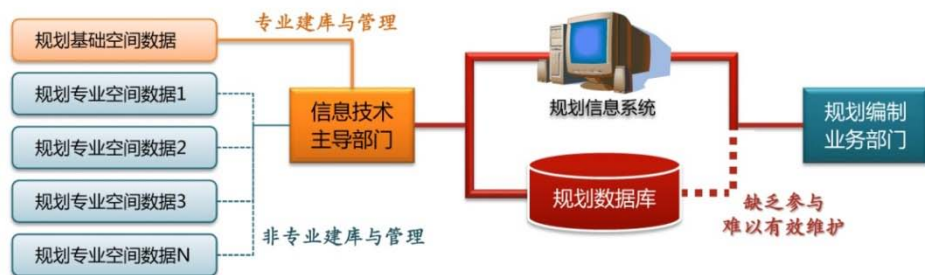 专业建库与管理
规划基础空间数据
规划专业空间数据1
规划专业空间数据2
规划专业空间数据3
规划专业空间数据N
非专业建库与管理
信息技术
主导部门
规划信息系统
规划数据库
缺乏参与
难以有效维护
规划编制
业务部门